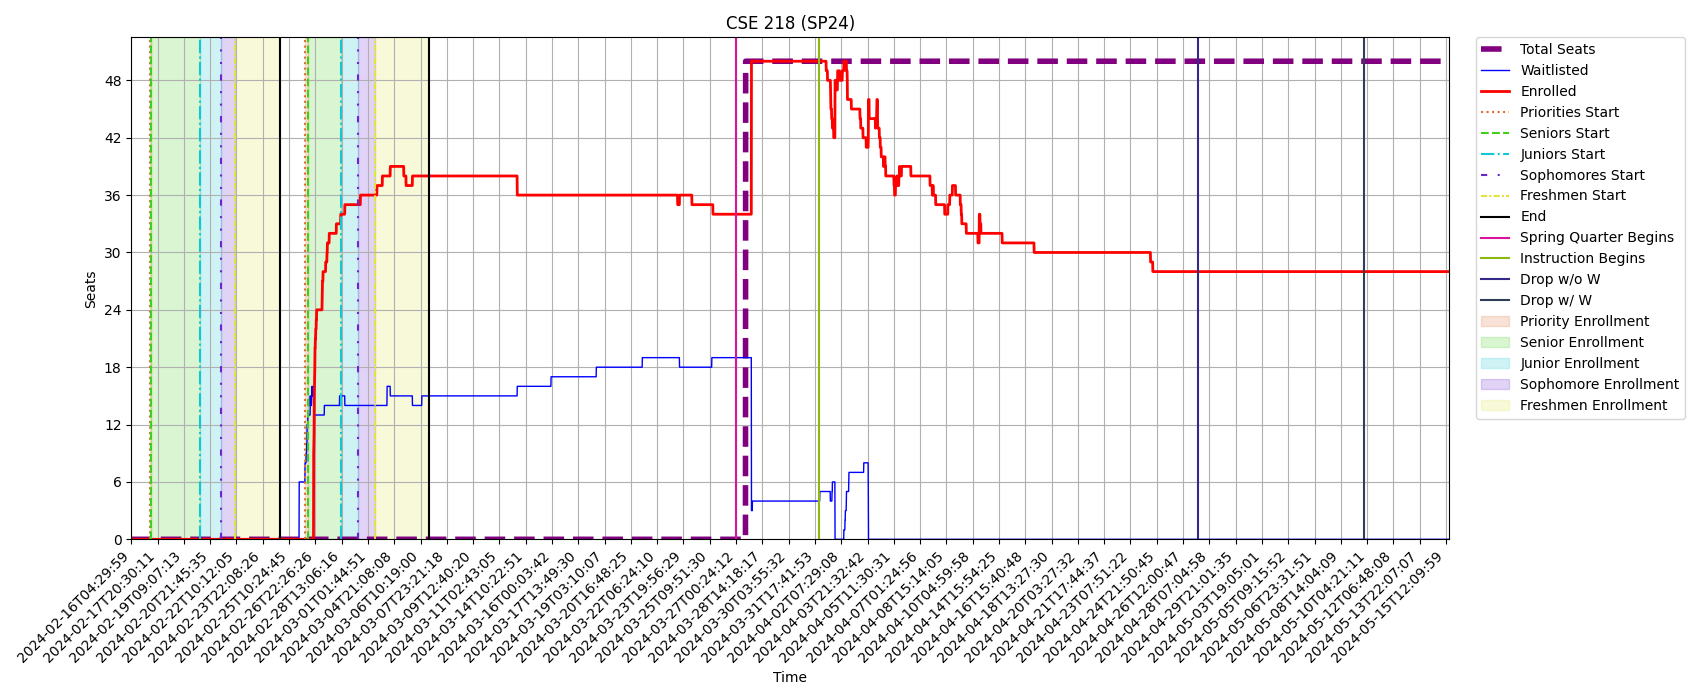 CSE 218 (SP24)
Seats
48
42
36
30
24
18
12
6
0
2024-02-16T04:29:59
2024-02-17T20:30:11
2024-02-19T09:07:13
2024-02-20T21:45:35
2024-02-22T10:12:05
2024-02-23T22:08:26
2024-02-25T10:24:45
2024-02-26T22:26:26
2024-02-28T13:06:16
2024-03-01T01:44:51
2024-03-04T21:08:08
2024-03-06T10:19:00
2024-03-07T23:21:18
2024-03-09T12:40:20
2024-03-11T02:43:05
2024-03-14T10:22:51
2024-03-16T00:03:42
2024-03-17T13:49:30
2024-03-19T03:10:07
2024-03-20T16:48:25
2024-03-22T06:24:10
2024-03-23T19:56:29
2024-03-25T09:51:30
2024-03-27T00:24:12
2024-03-28T14:18:17
2024-03-30T03:55:32
2024-03-31T17:41:53
2024-04-02T07:29:08
2024-04-03T21:32:42
2024-04-05T11:30:31
2024-04-07T01:24:56
2024-04-08T15:14:05
2024-04-10T04:59:58
2024-04-14T15:54:25
2024-04-16T15:40:48
2024-04-18T13:27:30
2024-04-20T03:27:32
2024-04-21T17:44:37
2024-04-23T07:51:22
2024-04-24T21:50:45
2024-04-26T12:00:47
2024-04-28T07:04:58
2024-04-29T21:01:35
2024-05-03T19:05:01
2024-05-05T09:15:52
2024-05-06T23:31:51
2024-05-08T14:04:09
2024-05-10T04:21:11
2024-05-12T06:48:08
2024-05-13T22:07:07
2024-05-15T12:09:59
Time
Total Seats
Waitlisted
Enrolled
Priorities Start
Seniors Start
Juniors Start
Sophomores Start
Freshmen Start
End
Spring Quarter Begins
Instruction Begins
Drop w/o W
Drop w/ W
Priority Enrollment
Senior Enrollment
Junior Enrollment
Sophomore Enrollment
Freshmen Enrollment